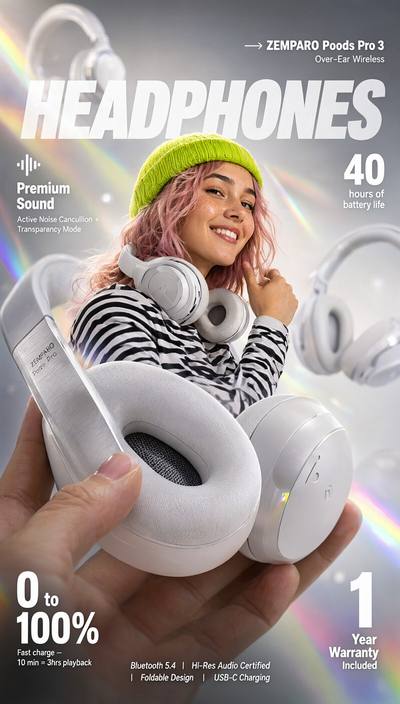 ⟶ ZEMPARO Poods Pro 3
Over-Ear Wireless
HEADPHONES
Premium
Sound
Active Noise Cancullion +
Transparency Mode
40
hours of
battery life
ZEMPARO
Poods Pro
0 to
100%
Fast charge –
10 min = 3hrs playback
1
Year
Warranty
Included
Bluetooth 5.4 | HI-Res Audio Certified
| Foldable Design | USB-C Charging